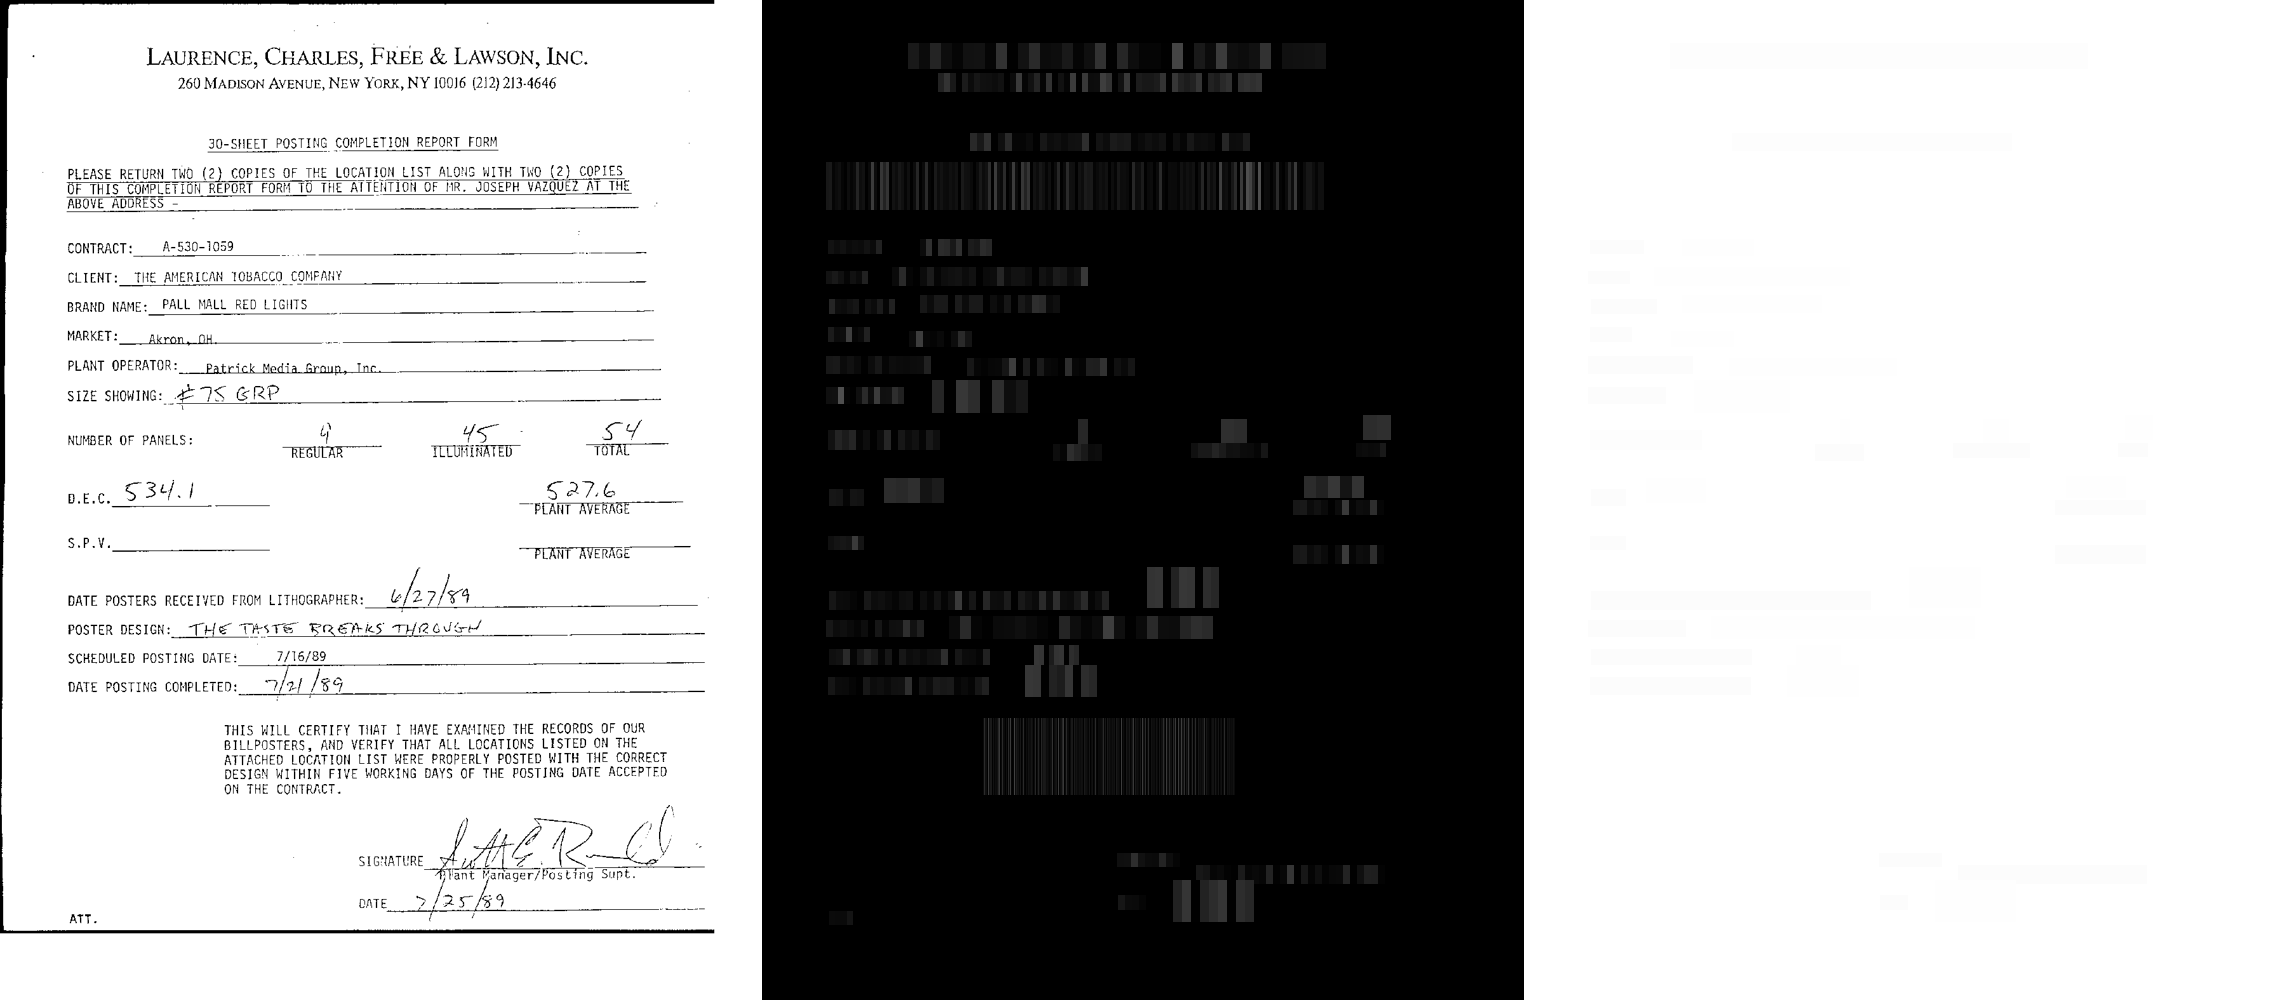 LAURENCE, CHARLES, FREE & LAWSON, INC.
260 MADISON AVENUE, NEW YORK, NY 10016 (212) 213-4646
30-SHEET POSTING COMPLETION REPORT FORM
PLEASE RETURN TWO (2) COPIES OF THE LOCATION LIST ALONG WITH TWO (2) COPIES
OF THIS COMPLETION REPORT FORM TO THE ATTENTION OF MR. JOSEPH VAZQUEZ AT THE
ABOVE ADDRESS -
CONTRACT: A-530-1059
CLIENT: THE AMERICAN TOBACCO COMPANY
BRAND NAME: PALL MALL RED LIGHTS
MARKET: Akron, OH.
PLANT OPERATOR: Patrick Media Group, Inc.
SIZE SHOWING: #75 GRP
NUMBER OF PANELS: 9 45 54
REGULAR ILLUMINATED TOTAL
D.E.C. 534.1 527.6
PLANT AVERAGE
S.P.V.
PLANT AVERAGE
DATE POSTERS RECEIVED FROM LITHOGRAPHER: 6/27/89
POSTER DESIGN: THE TASTE BREAKS THROUGH
SCHEDULED POSTING DATE: 7/16/89
DATE POSTING COMPLETED: 7/21/89
THIS WILL CERTIFY THAT I HAVE EXAMINED THE RECORDS OF OUR
BILLPOSTERS, AND VERIFY THAT ALL LOCATIONS LISTED ON THE
ATTACHED LOCATION LIST WERE PROPERLY POSTED WITH THE CORRECT
DESIGN WITHIN FIVE WORKING DAYS OF THE POSTING DATE ACCEPTED
ON THE CONTRACT.
SIGNATURE
Plant Manager/Posting Supt.
DATE 7/25/89
ATT.